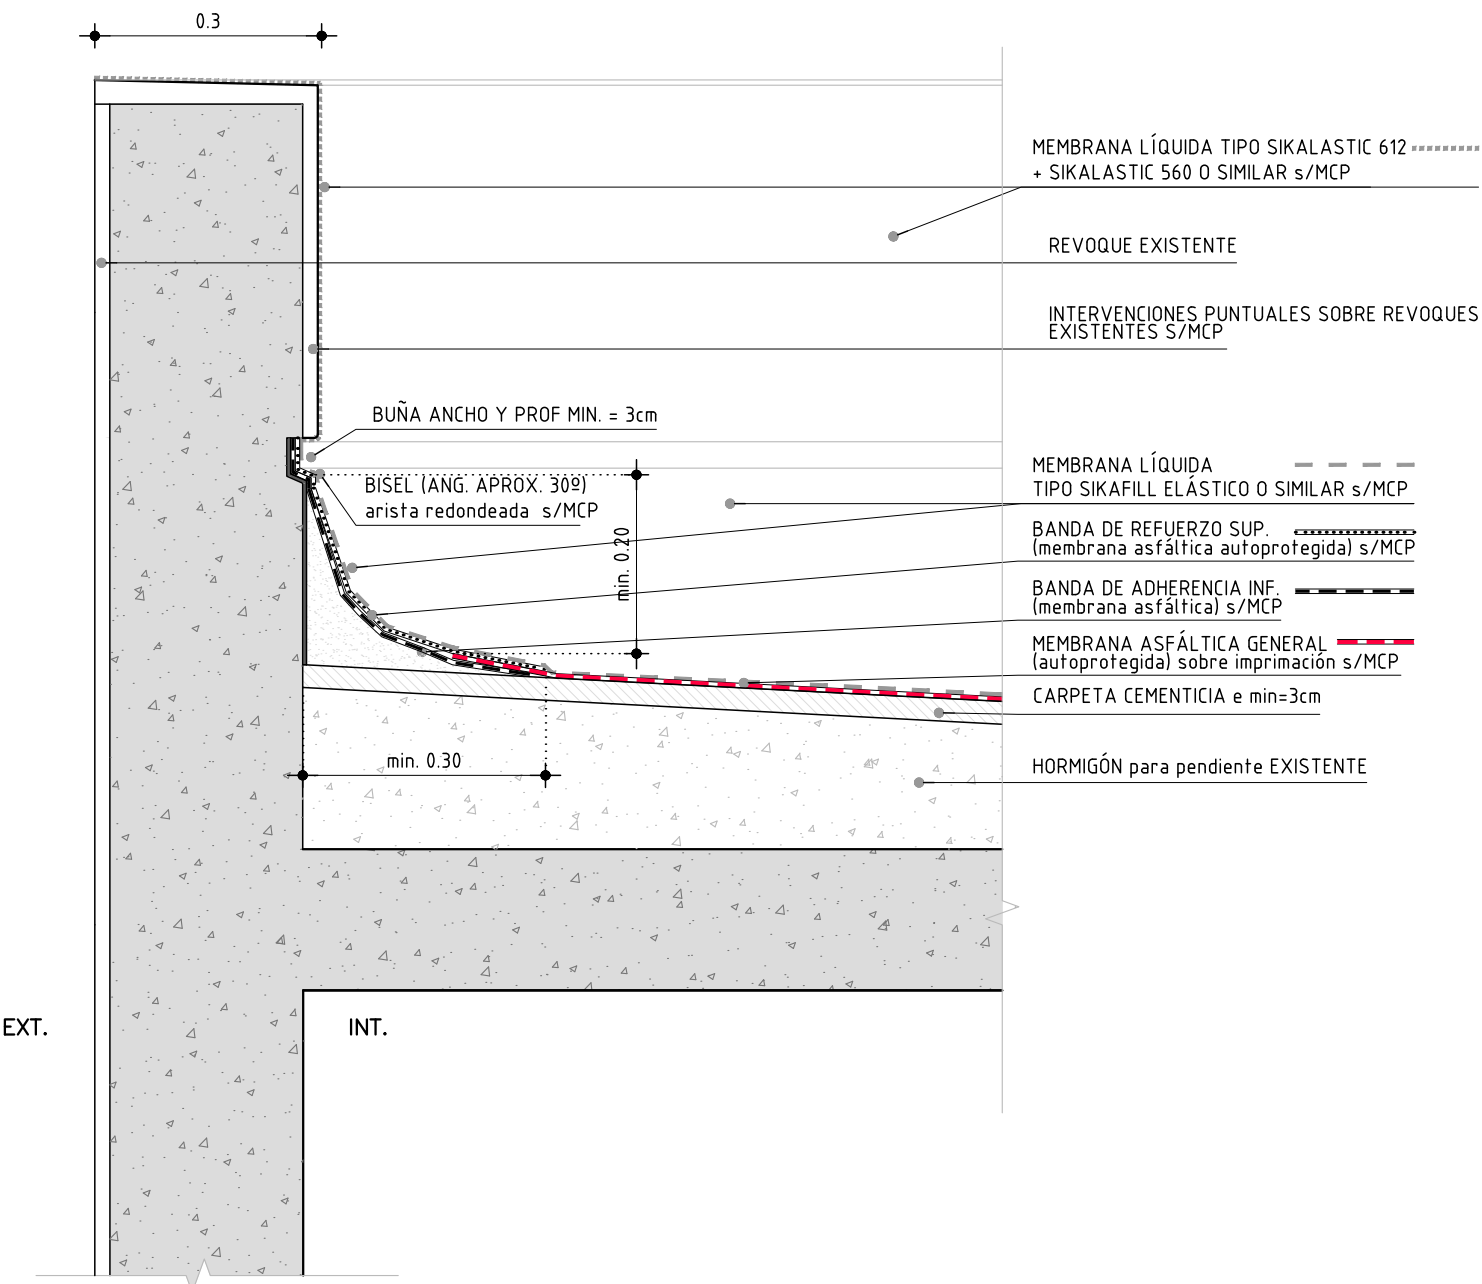 0.3
MEMBRANA LÍQUIDA TIPO SIKALASTIC 612
+ SIKALASTIC 560 O SIMILAR s/MCP
REVOQUE EXISTENTE
INTERVENCIONES PUNTUALES SOBRE REVOQUES
EXISTENTES S/MCP
BUÑA ANCHO Y PROF MIN. = 3cm
BISEL (ANG. APROX. 30º)
arista redondeada s/MCP
min. 0.20
MEMBRANA LÍQUIDA
TIPO SIKAFILL ELÁSTICO O SIMILAR s/MCP
BANDA DE REFUERZO SUP.
(membrana asfáltica autoprotegida) s/MCP
BANDA DE ADHERENCIA INF.
(membrana asfáltica) s/MCP
MEMBRANA ASFÁLTICA GENERAL
(autoprotegida) sobre imprimación s/MCP
CARPETA CEMENTICIA e min=3cm
min. 0.30
HORMIGÓN para pendiente EXISTENTE
EXT.
INT.